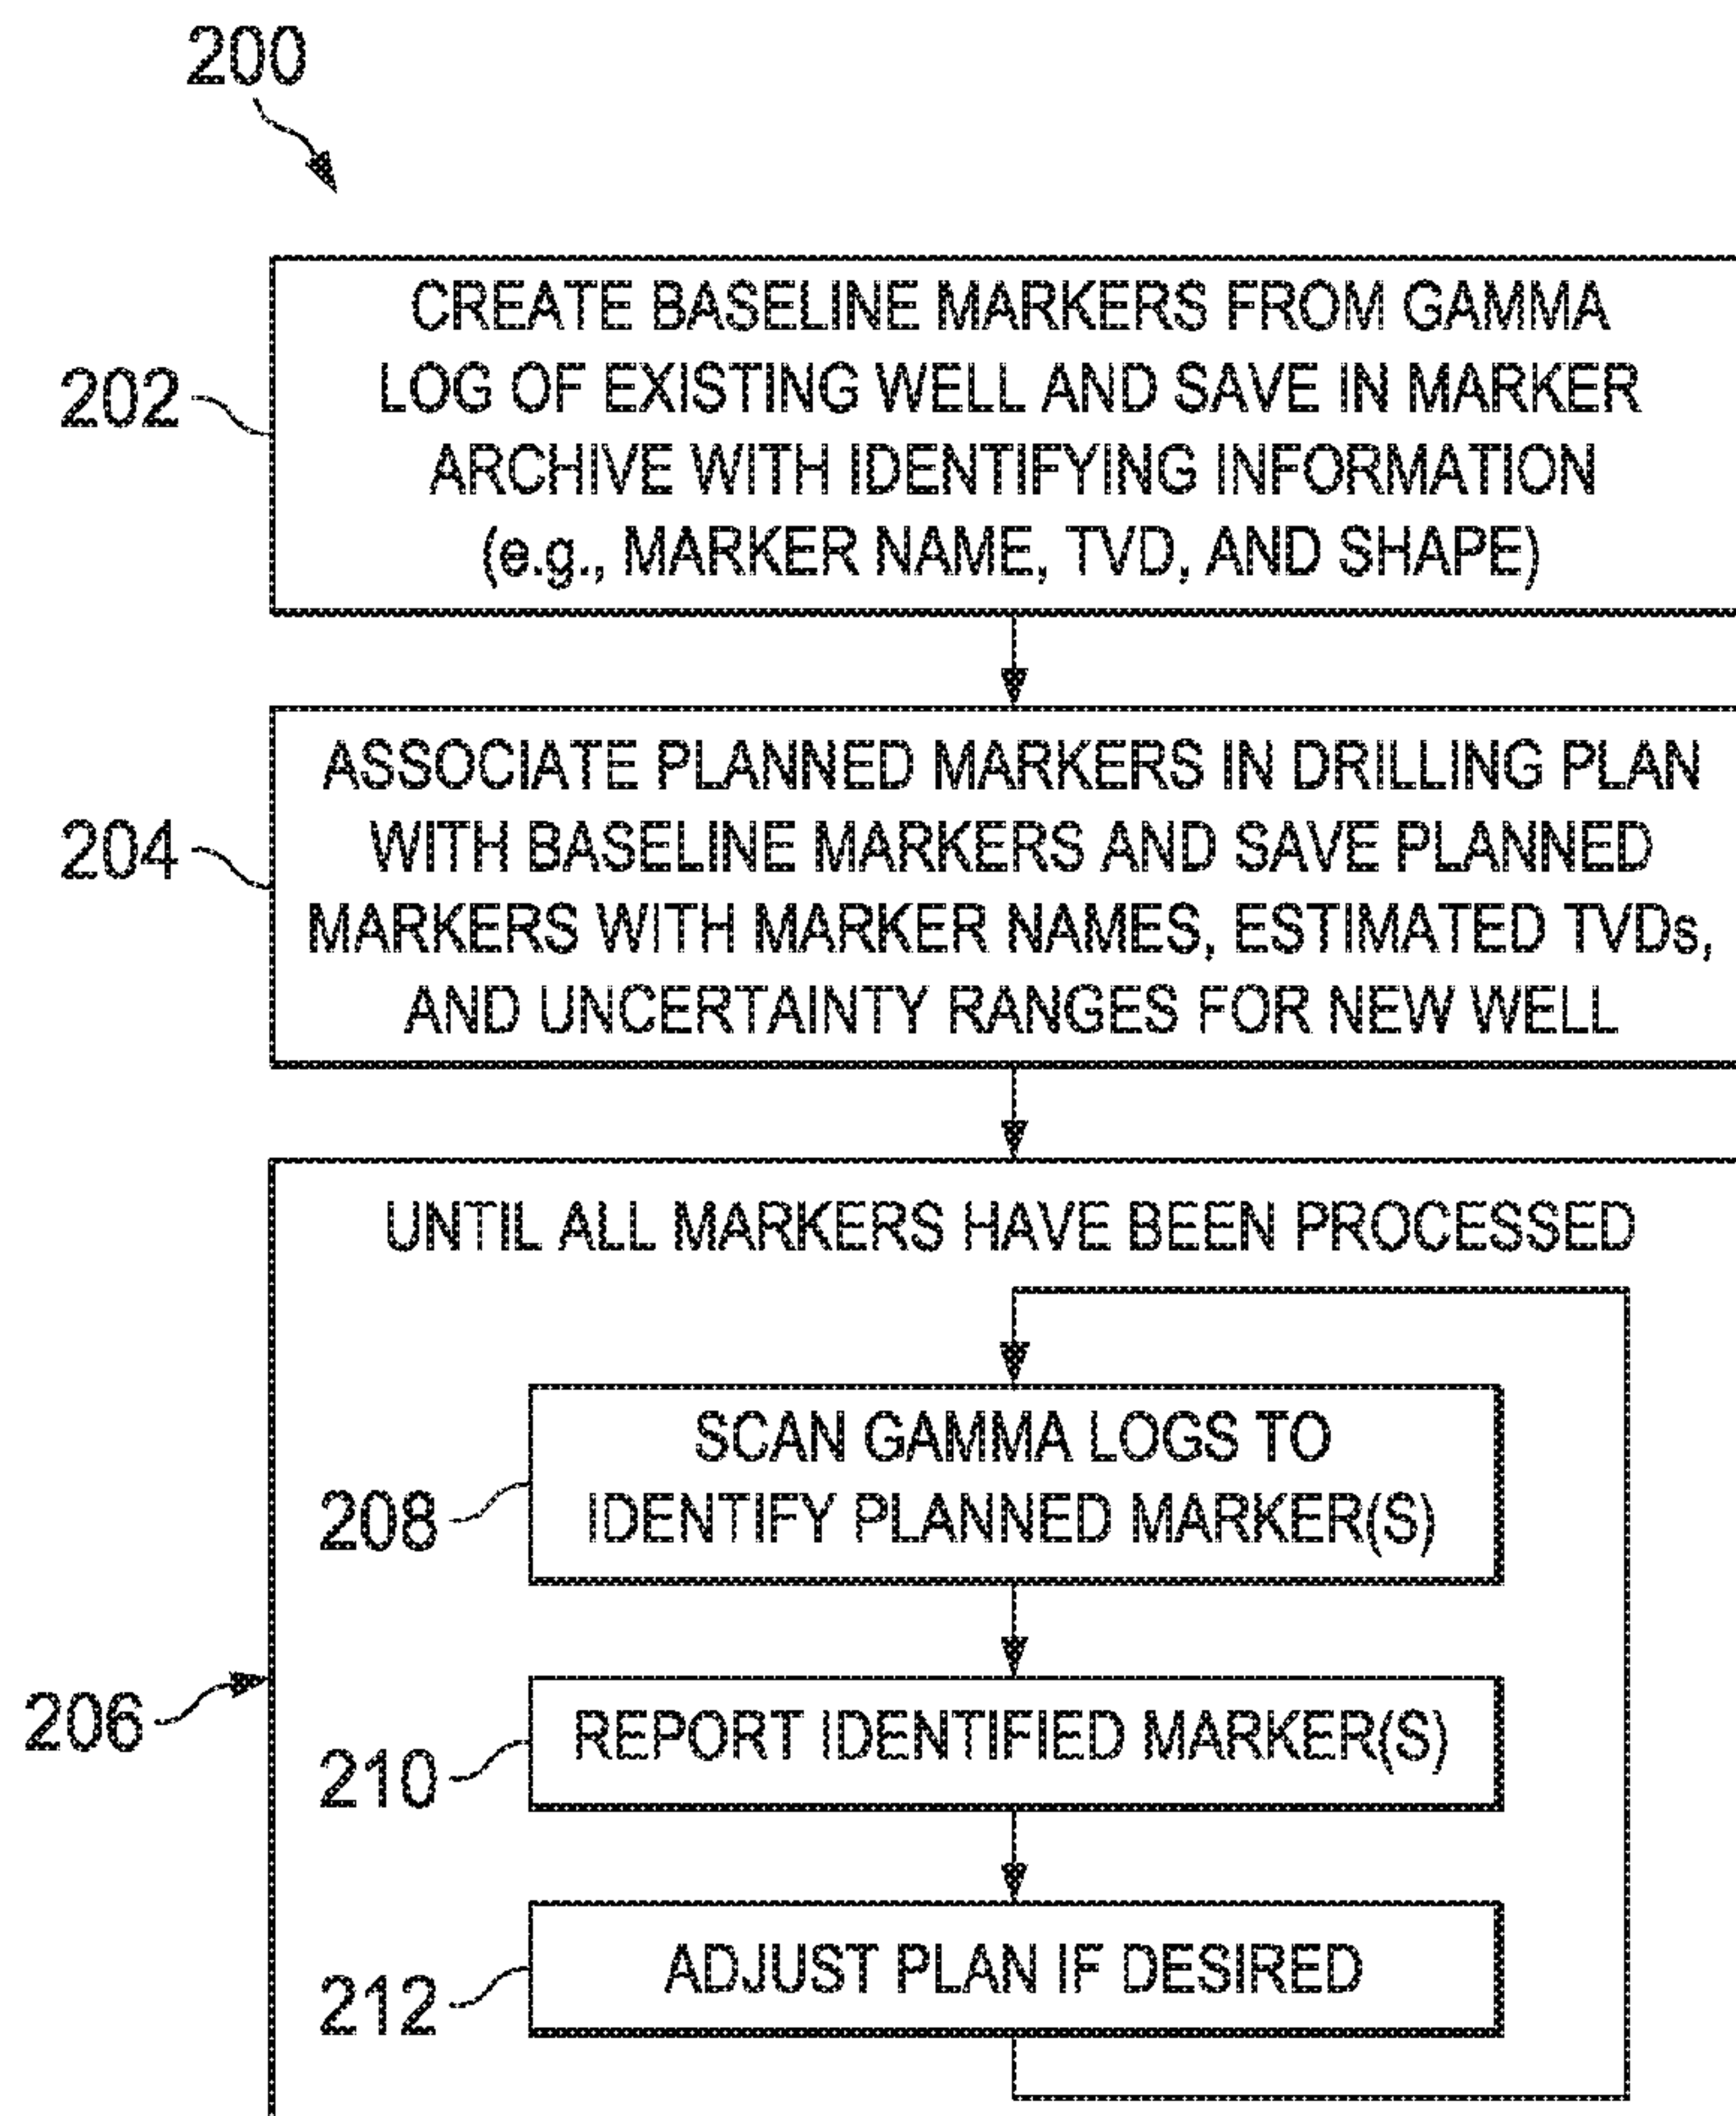 200
202
CREATE BASELINE MARKERS FROM GAMMA
LOG OF EXISTING WELL AND SAVE IN MARKER
ARCHIVE WITH IDENTIFYING INFORMATION
(e.g., MARKER NAME, TVD, AND SHAPE)
204
ASSOCIATE PLANNED MARKERS IN DRILLING PLAN
WITH BASELINE MARKERS AND SAVE PLANNED
MARKERS WITH MARKER NAMES, ESTIMATED TVDs,
AND UNCERTAINTY RANGES FOR NEW WELL
206
UNTIL ALL MARKERS HAVE BEEN PROCESSED
208
SCAN GAMMA LOGS TO
IDENTIFY PLANNED MARKER(S)
210
REPORT IDENTIFIED MARKER(S)
212
ADJUST PLAN IF DESIRED